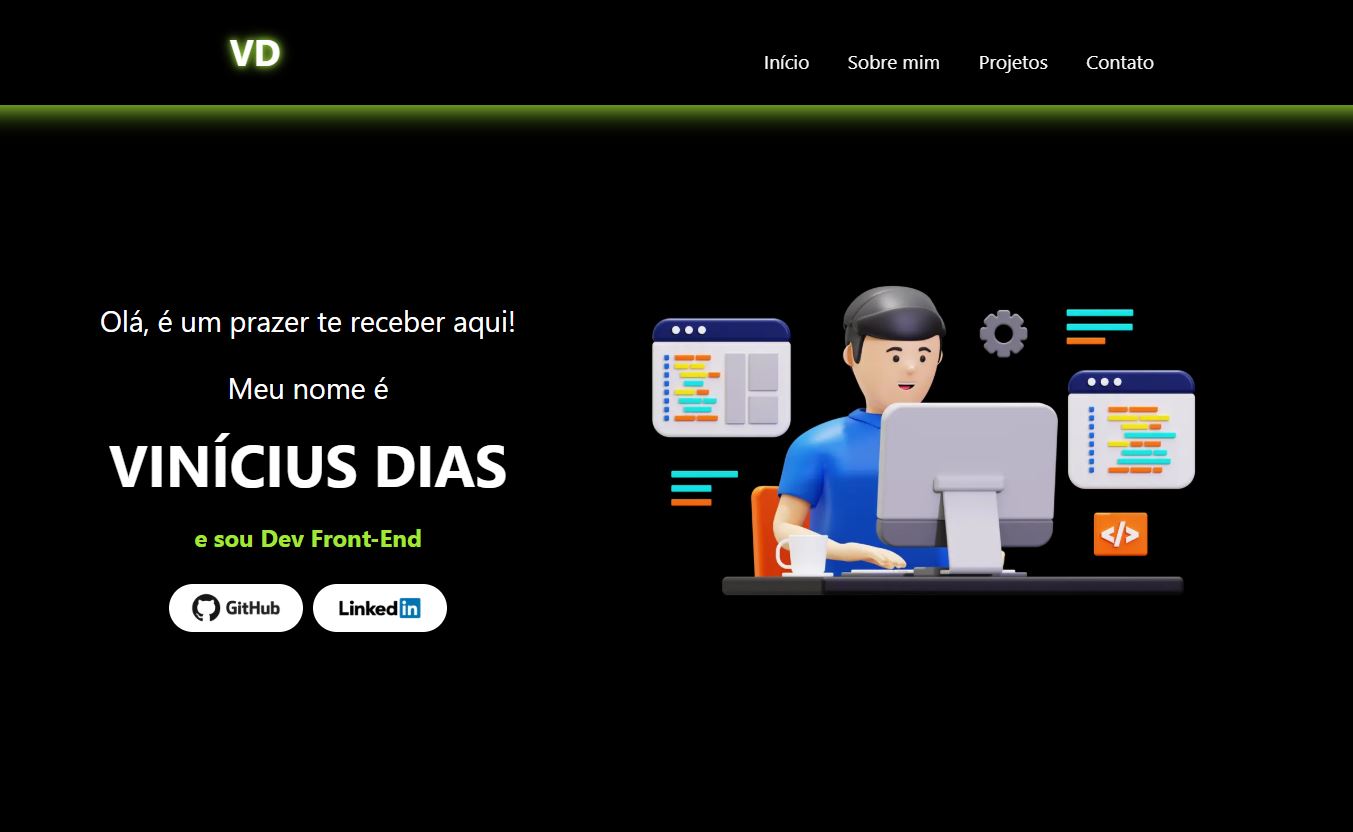 VD
Início Sobre mim Projetos Contato
Olá, é um prazer te receber aqui!
Meu nome é
VINÍCIUS DIAS
e sou Dev Front-End
GitHub LinkedIn
</>